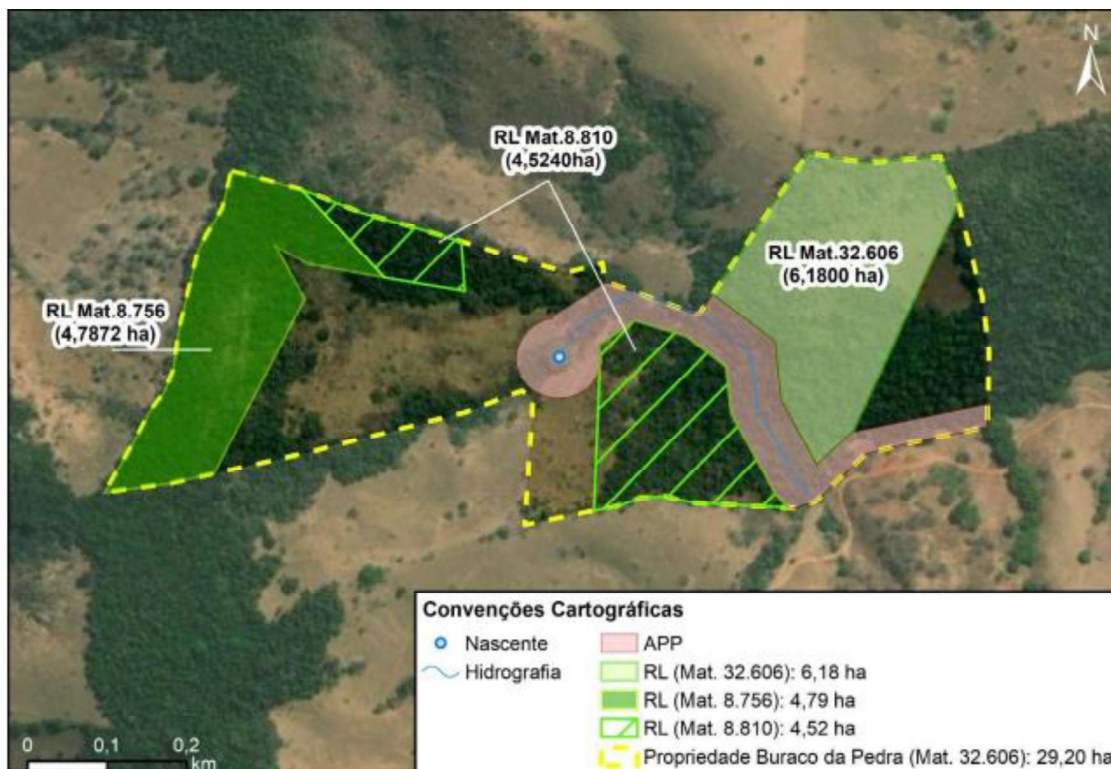 N
RL Mat.8.810
(4,5240ha)
RL Mat.32.606
(6,1800 ha)
RL Mat.8.756
(4,7872 ha)
Convenções Cartográficas
Nascente
Hidrografia
APP
RL (Mat. 32.606): 6,18 ha
RL (Mat. 8.756): 4,79 ha
RL (Mat. 8.810): 4,52 ha
Propriedade Buraco da Pedra (Mat. 32.606): 29,20 ha
0 0,1 0,2
km